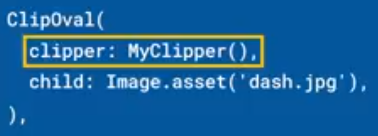 ClipOval(
clipper: MyClipper(),
child: Image.asset('dash.jpg'),
),